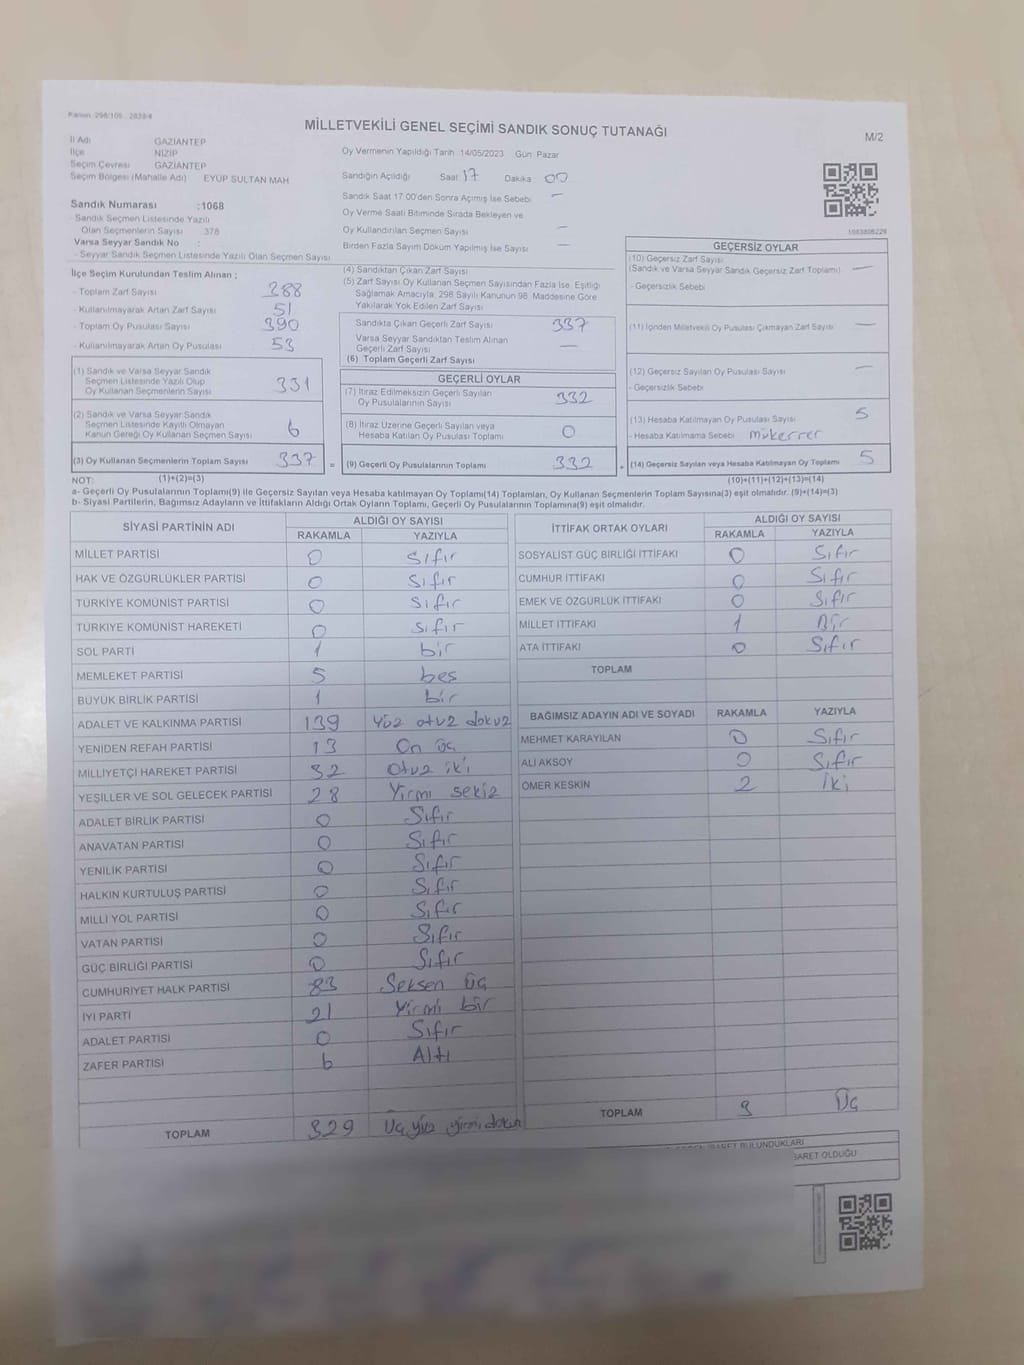 Kanun 298/105 , 2839/4
MİLLETVEKİLİ GENEL SEÇİMİ SANDIK SONUÇ TUTANAĞI
M/2
İl Adı GAZİANTEP
İlçe NİZİP
Seçim Çevresi GAZİANTEP
Seçim Bölgesi (Mahalle Adı) EYÜP SULTAN MAH
Sandık Numarası :1068
- Sandık Seçmen Listesinde Yazılı
Olan Seçmenlerin Sayısı 378
Varsa Seyyar Sandık No :
- Seyyar Sandık Seçmen Listesinde Yazılı Olan Seçmen Sayısı
Oy Vermenin Yapıldığı Tarih 14/05/2023 Gün Pazar
Sandığın Açıldığı Saat 17 Dakika 00
Sandık Saat 17 00'den Sonra Açımış İse Sebebi —
Oy Verme Saati Bitiminde Sırada Bekleyen ve
Oy Kullandırılan Seçmen Sayısı —
Birden Fazla Sayım Döküm Yapılmış İse Sayısı —
1083806229
İlçe Seçim Kurulundan Teslim Alınan ;
- Toplam Zarf Sayısı 388
- Kullanılmayarak Artan Zarf Sayısı 51
- Toplam Oy Pusulası Sayısı 390
- Kullanılmayarak Artan Oy Pusulası 53
(1) Sandık ve Varsa Seyyar Sandık
Seçmen Listesinde Yazılı Olup
Oy Kullanan Seçmenlerin Sayısı 331
(2) Sandık ve Varsa Seyyar Sandık
Seçmen Listesinde Kayıtlı Olmayan
Kanun Gereği Oy Kullanan Seçmen Sayısı 6
(3) Oy Kullanan Seçmenlerin Toplam Sayısı 337 =
(4) Sandıktan Çıkan Zarf Sayısı
(5) Zarf Sayısı Oy Kullanan Seçmen Sayısından Fazla İse, Eşitliği
Sağlamak Amacıyla, 298 Sayılı Kanunun 98. Maddesine Göre
Yakılarak Yok Edilen Zarf Sayısı
Sandıkta Çıkan Geçerli Zarf Sayısı 337
Varsa Seyyar Sandıktan Teslim Alınan
Geçerli Zarf Sayısı —
(6) Toplam Geçerli Zarf Sayısı
GEÇERLİ OYLAR
(7) İtiraz Edilmeksizin Geçerli Sayılan
Oy Pusulalarının Sayısı 332
(8) İtiraz Üzerine Geçerli Sayılan veya
Hesaba Katılan Oy Pusulası Toplamı 0
(9) Geçerli Oy Pusulalarının Toplamı 332 +
GEÇERSİZ OYLAR
(10) Geçersiz Zarf Sayısı
(Sandık ve Varsa Seyyar Sandık Geçersiz Zarf Toplamı) —
- Geçersizlik Sebebi
(11) İçinden Milletvekili Oy Pusulası Çıkmayan Zarf Sayısı —
(12) Geçersiz Sayılan Oy Pusulası Sayısı —
- Geçersizlik Sebebi
(13) Hesaba Katılmayan Oy Pusulası Sayısı 5
- Hesaba Katılmama Sebebi mükerrer
(14) Geçersiz Sayılan veya Hesaba Katılmayan Oy Toplamı 5
NOT: (1)+(2)=(3) (10)+(11)+(12)+(13)=(14)
a- Geçerli Oy Pusulalarının Toplamı(9) ile Geçersiz Sayılan veya Hesaba katılmayan Oy Toplamı(14) Toplamları, Oy Kullanan Seçmenlerin Toplam Sayısına(3) eşit olmalıdır. (9)+(14)=(3)
b- Siyasi Partilerin, Bağımsız Adayların ve İttifakların Aldığı Ortak Oyların Toplamı, Geçerli Oy Pusulalarının Toplamına(9) eşit olmalıdır.
SİYASİ PARTİNİN ADI ALDIĞI OY SAYISI
RAKAMLA YAZIYLA
MİLLET PARTİSİ 0 Sıfır
HAK VE ÖZGÜRLÜKLER PARTİSİ 0 Sıfır
TÜRKİYE KOMÜNİST PARTİSİ 0 Sıfır
TÜRKİYE KOMÜNİST HAREKETİ 0 Sıfır
SOL PARTİ 1 bir
MEMLEKET PARTİSİ 5 beş
BÜYÜK BİRLİK PARTİSİ 1 bir
ADALET VE KALKINMA PARTİSİ 139 Yüz otuz dokuz
YENİDEN REFAH PARTİSİ 13 On üç
MİLLİYETÇİ HAREKET PARTİSİ 32 Otuz iki
YEŞİLLER VE SOL GELECEK PARTİSİ 28 Yirmi sekiz
ADALET BİRLİK PARTİSİ 0 Sıfır
ANAVATAN PARTİSİ 0 Sıfır
YENİLİK PARTİSİ 0 Sıfır
HALKIN KURTULUŞ PARTİSİ 0 Sıfır
MİLLİ YOL PARTİSİ 0 Sıfır
VATAN PARTİSİ 0 Sıfır
GÜÇ BİRLİĞİ PARTİSİ 0 Sıfır
CUMHURİYET HALK PARTİSİ 83 Seksen üç
İYİ PARTİ 21 Yirmi bir
ADALET PARTİSİ 0 Sıfır
ZAFER PARTİSİ 6 Altı
TOPLAM 329 Üç yüz yirmi dokuz
İTTİFAK ORTAK OYLARI ALDIĞI OY SAYISI
RAKAMLA YAZIYLA
SOSYALİST GÜÇ BİRLİĞİ İTTİFAKI 0 Sıfır
CUMHUR İTTİFAKI 0 Sıfır
EMEK VE ÖZGÜRLÜK İTTİFAKI 0 Sıfır
MİLLET İTTİFAKI 1 Bir
ATA İTTİFAKI 0 Sıfır
TOPLAM
BAĞIMSIZ ADAYIN ADI VE SOYADI RAKAMLA YAZIYLA
MEHMET KARAYILAN 0 Sıfır
ALİ AKSOY 0 Sıfır
ÖMER KESKİN 2 İki
TOPLAM 3 Üç
BULUNDUKLARI
OLDUĞU